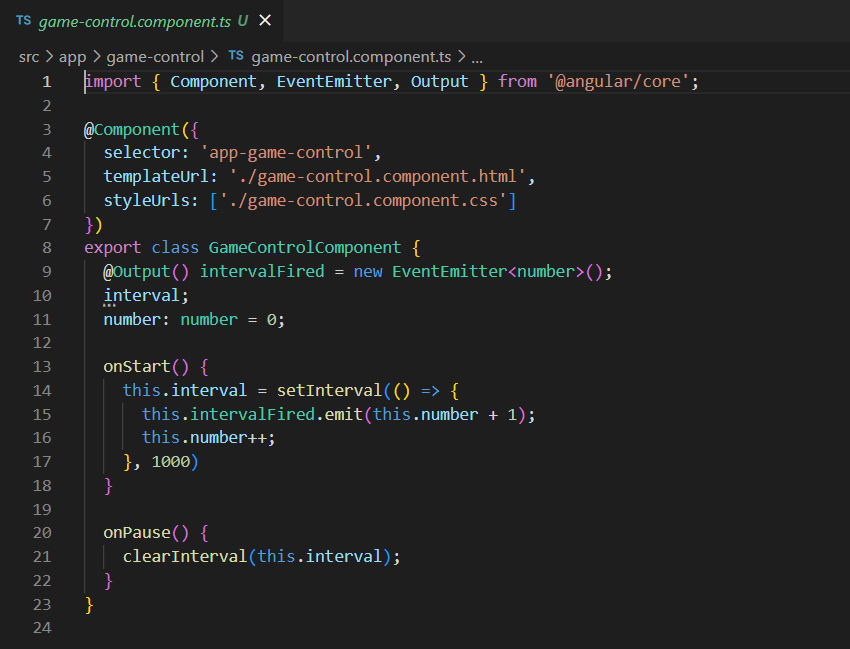 TS game-control.component.ts U ×
src > app > game-control > TS game-control.component.ts > ...
1 import { Component, EventEmitter, Output } from '@angular/core';
2
3 @Component({
4   selector: 'app-game-control',
5   templateUrl: './game-control.component.html',
6   styleUrls: ['./game-control.component.css']
7 })
8 export class GameControlComponent {
9   @Output() intervalFired = new EventEmitter<number>();
10   interval;
11   number: number = 0;
12
13   onStart() {
14     this.interval = setInterval(() => {
15       this.intervalFired.emit(this.number + 1);
16       this.number++;
17     }, 1000)
18   }
19
20   onPause() {
21     clearInterval(this.interval);
22   }
23 }
24